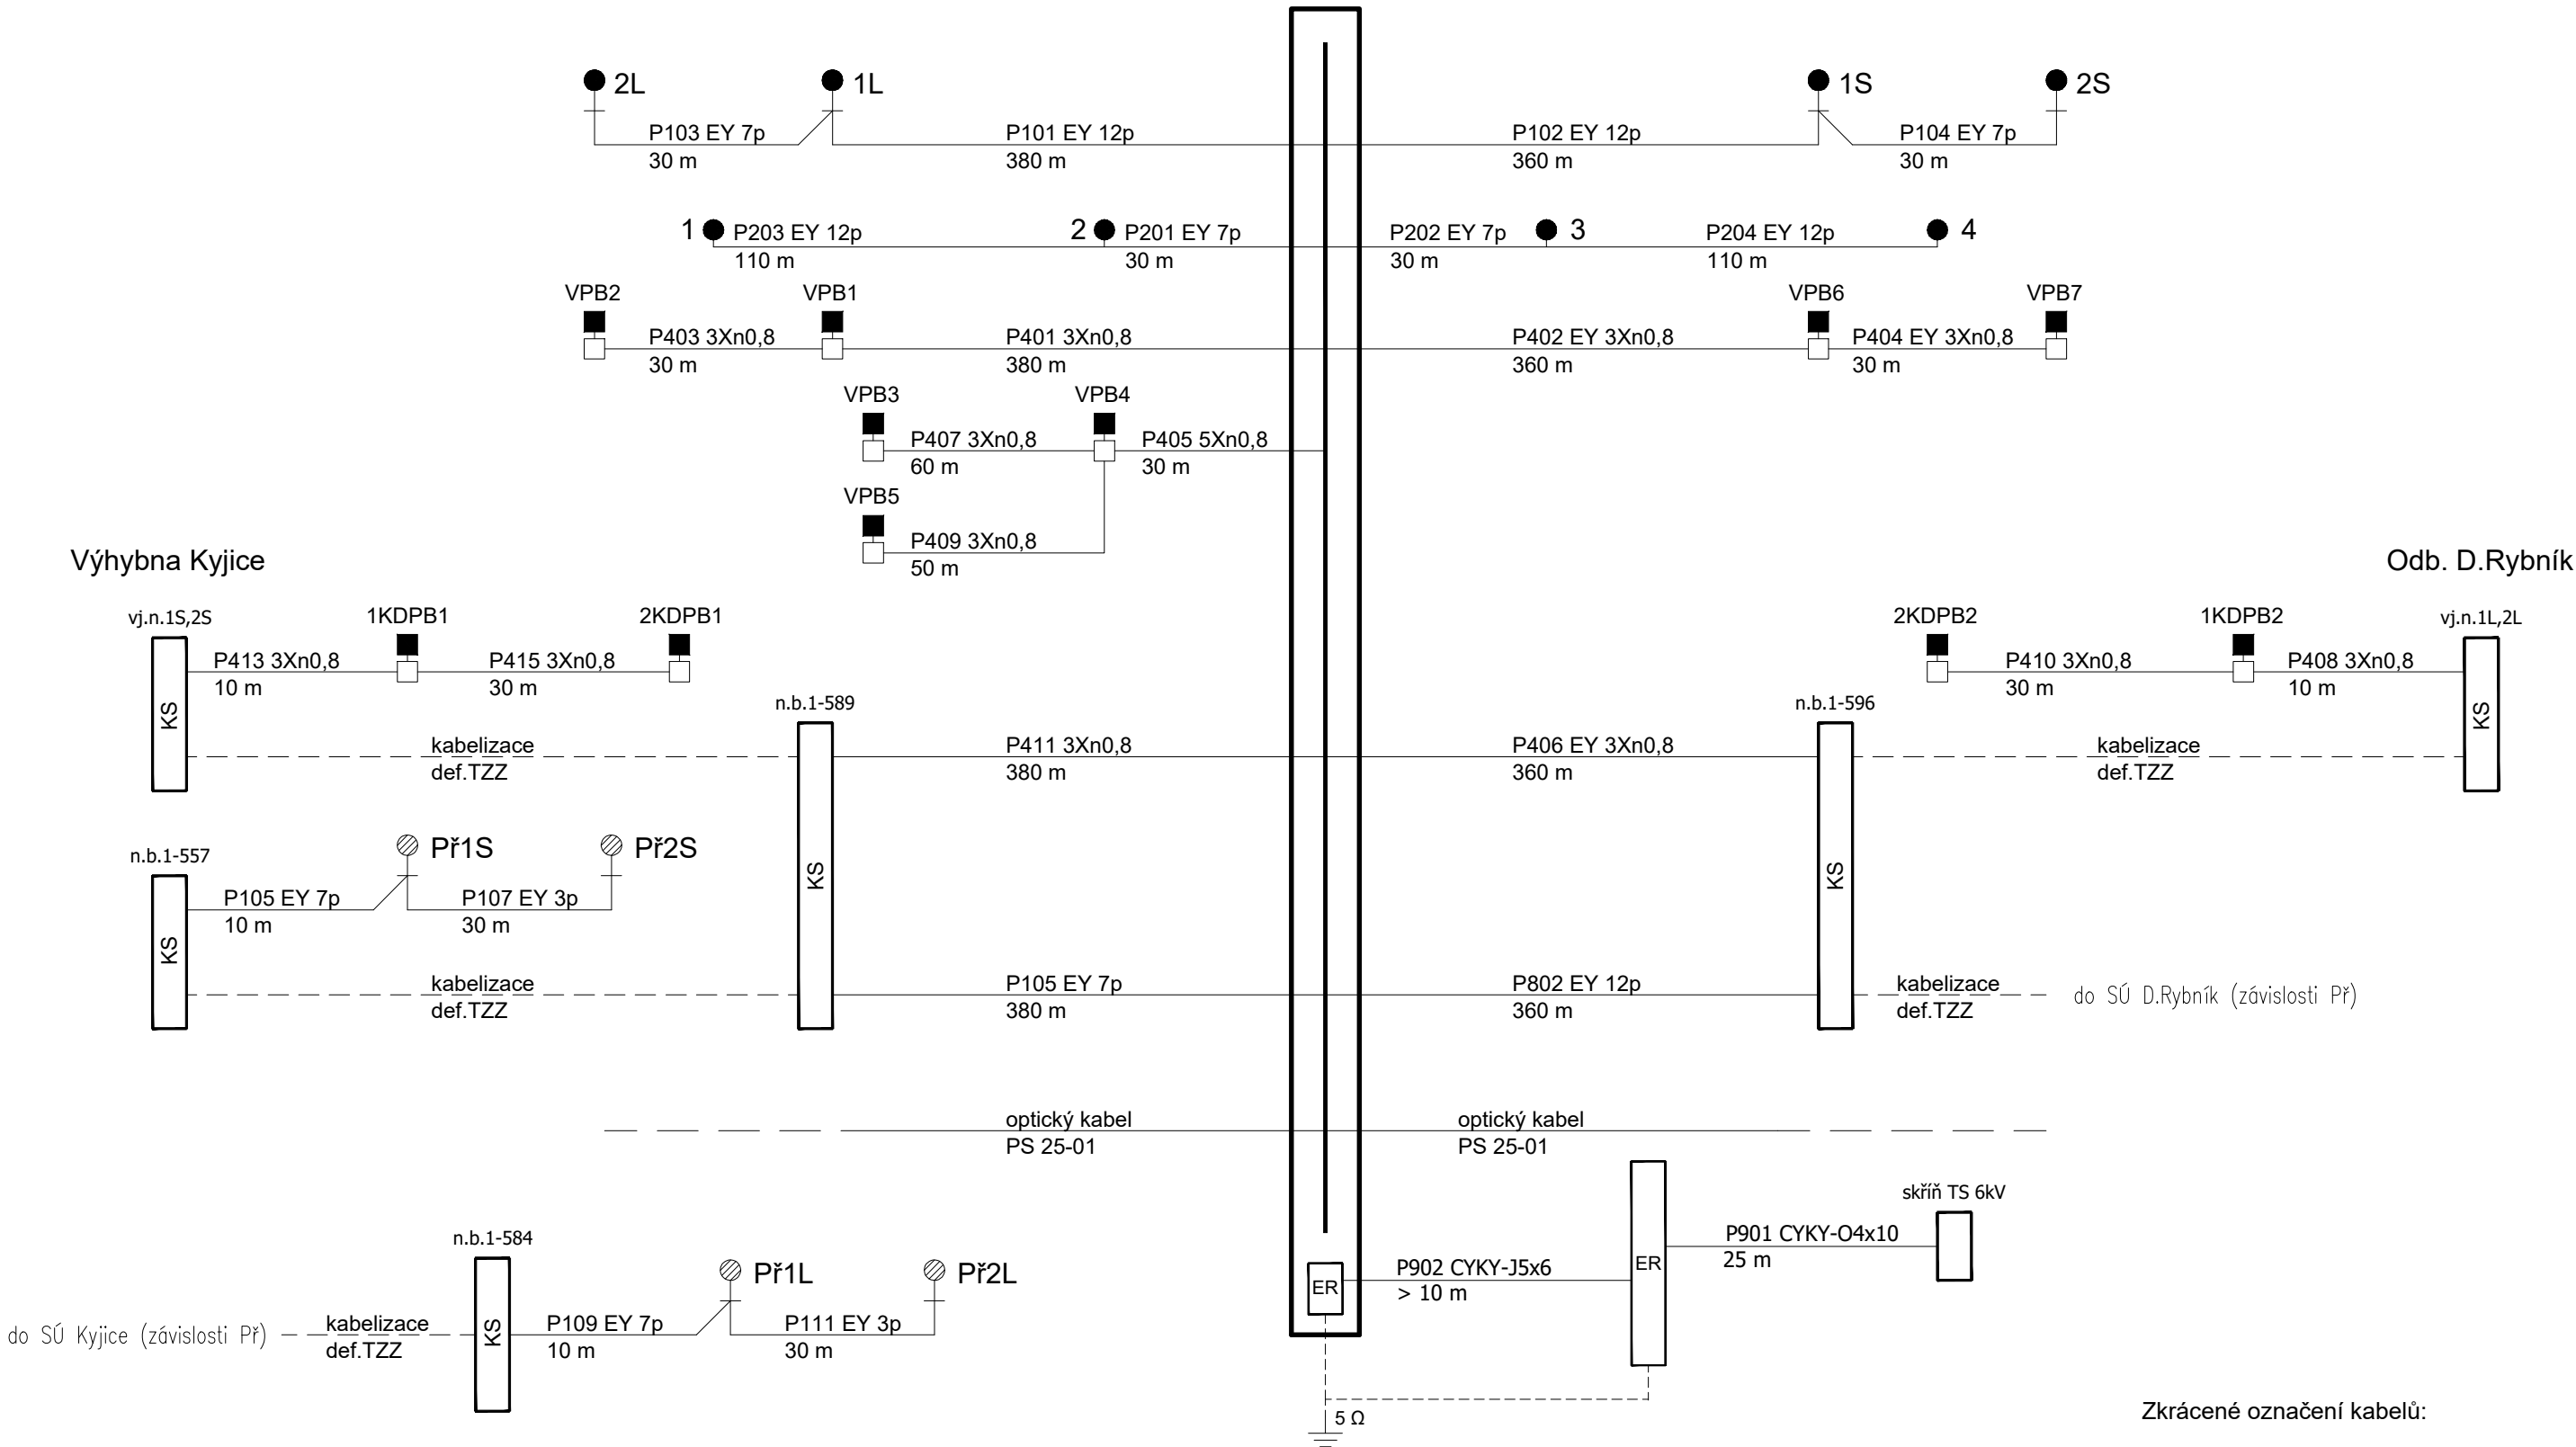 2L
1L
1S
2S
P103 EY 7p
30 m
P101 EY 12p
380 m
P102 EY 12p
360 m
P104 EY 7p
30 m
1
P203 EY 12p
110 m
2
P201 EY 7p
30 m
P202 EY 7p
30 m
3
P204 EY 12p
110 m
4
VPB2
VPB1
VPB6
VPB7
P403 3Xn0,8
30 m
P401 3Xn0,8
380 m
P402 EY 3Xn0,8
360 m
P404 EY 3Xn0,8
30 m
VPB3
VPB4
P407 3Xn0,8
60 m
P405 5Xn0,8
30 m
VPB5
P409 3Xn0,8
50 m
Výhybna Kyjice
Odb. D.Rybník
vj.n.1S,2S
1KDPB1
2KDPB1
2KDPB2
1KDPB2
vj.n.1L,2L
P413 3Xn0,8
10 m
P415 3Xn0,8
30 m
P410 3Xn0,8
30 m
P408 3Xn0,8
10 m
KS
n.b.1-589
n.b.1-596
KS
kabelizace
def.TZZ
P411 3Xn0,8
380 m
P406 EY 3Xn0,8
360 m
kabelizace
def.TZZ
n.b.1-557
Př1S
Př2S
KS
KS
P105 EY 7p
10 m
P107 EY 3p
30 m
KS
kabelizace
def.TZZ
P105 EY 7p
380 m
P802 EY 12p
360 m
kabelizace
def.TZZ
do SÚ D.Rybník (závislosti Př)
optický kabel
PS 25-01
optický kabel
PS 25-01
skříň TS 6kV
P901 CYKY-O4x10
25 m
n.b.1-584
Př1L
Př2L
ER
P902 CYKY-J5x6
> 10 m
ER
do SÚ Kyjice (závislosti Př)
kabelizace
def.TZZ
KS
P109 EY 7p
10 m
P111 EY 3p
30 m
5 Ω
Zkrácené označení kabelů: